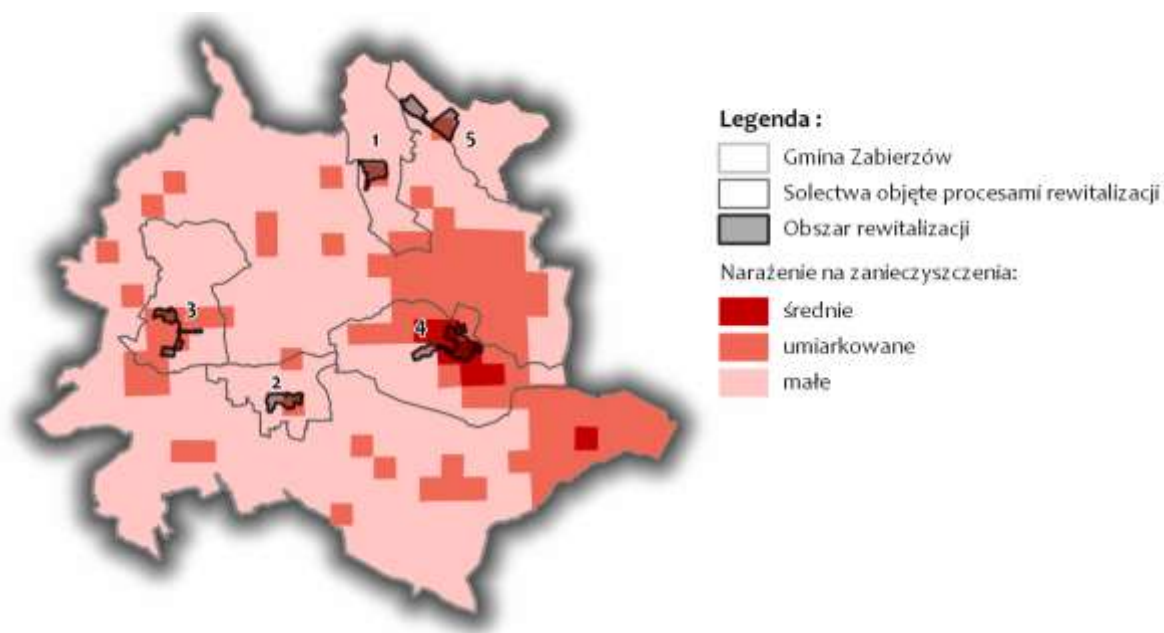 1
5
3
4
2
Legenda :
Gmina Zabierzów
Solectwa objęte procesami rewitalizacji
Obszar rewitalizacji
Narażenie na zanieczyszczenia:
średnie
umiarkowane
małe